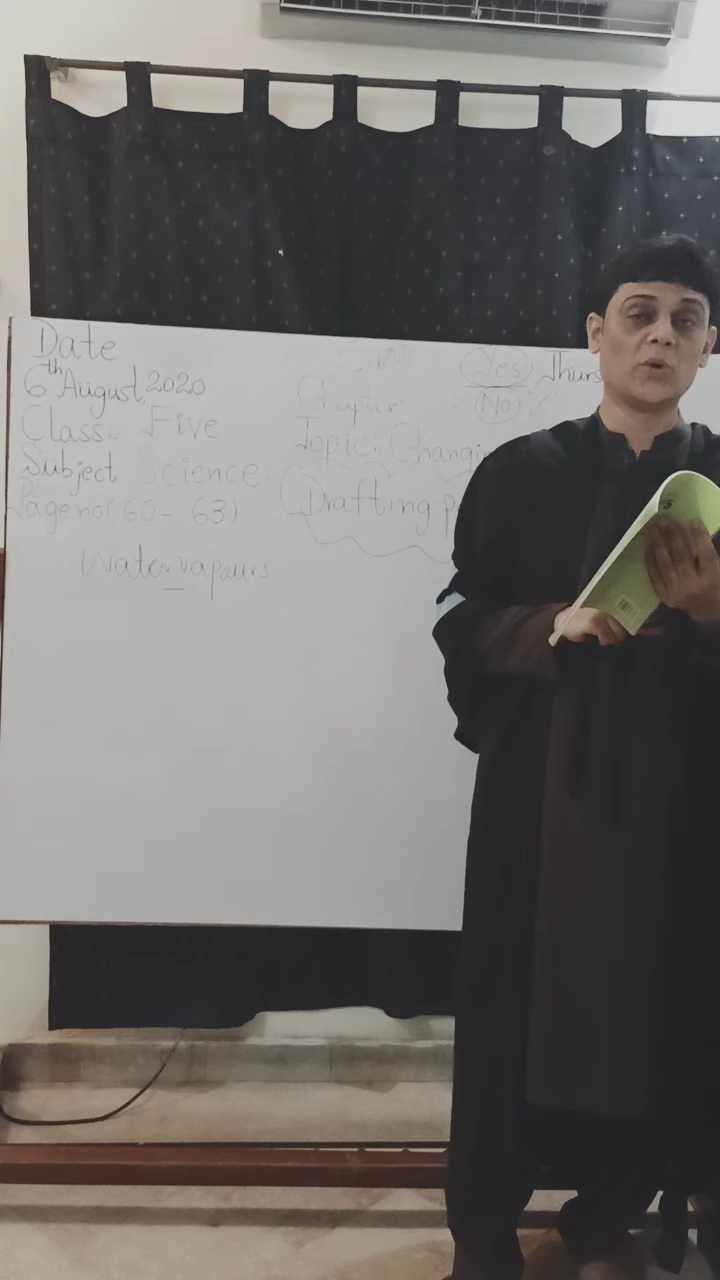 Date
6th August, 2020
Class:- Five
Subject Science
Page no (60 - 63)
Water vapours
Yes Thurs
No
Chapter
Topic: Changin
Drafting p
5